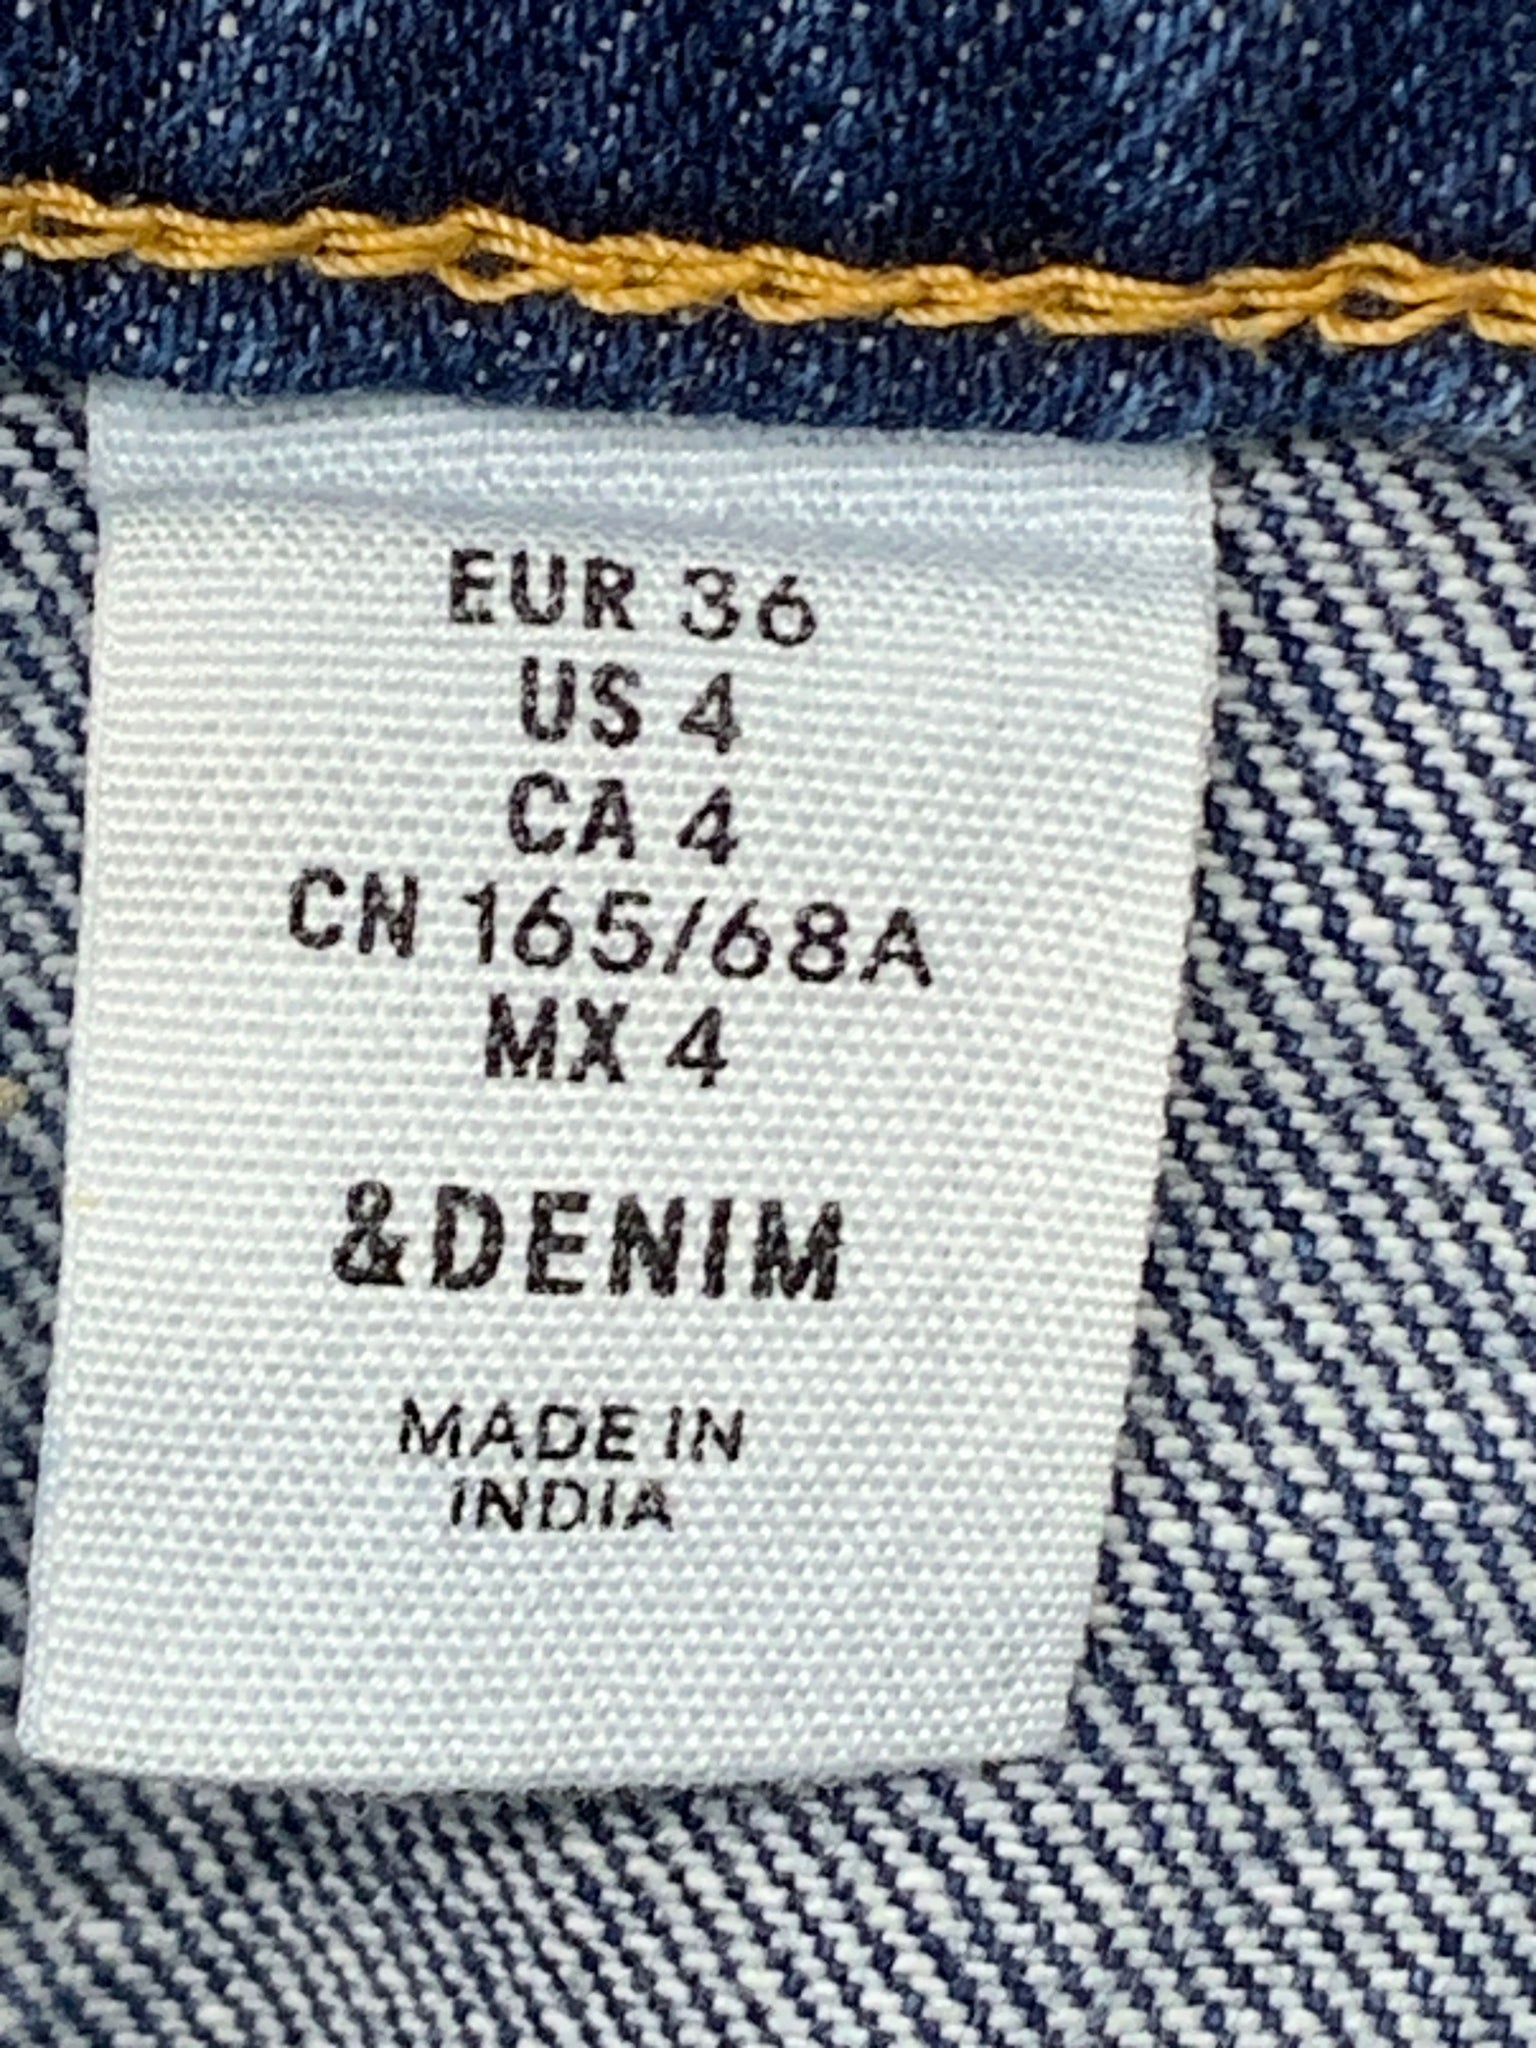 EUR 36
US 4
CA 4
CN 165/68A
MX 4
&DENIM
MADE IN
INDIA